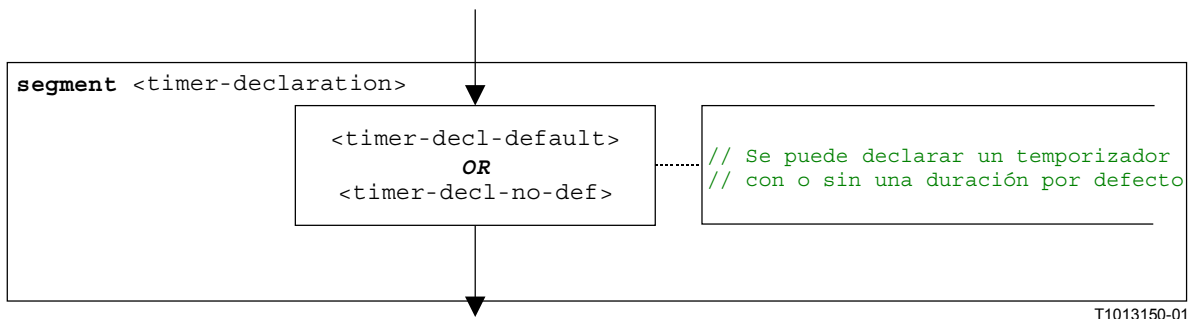 segment <timer-declaration>
<timer-decl-default>
OR
<timer-decl-no-def>
// Se puede declarar un temporizador
// con o sin una duración por defecto
T1013150-01